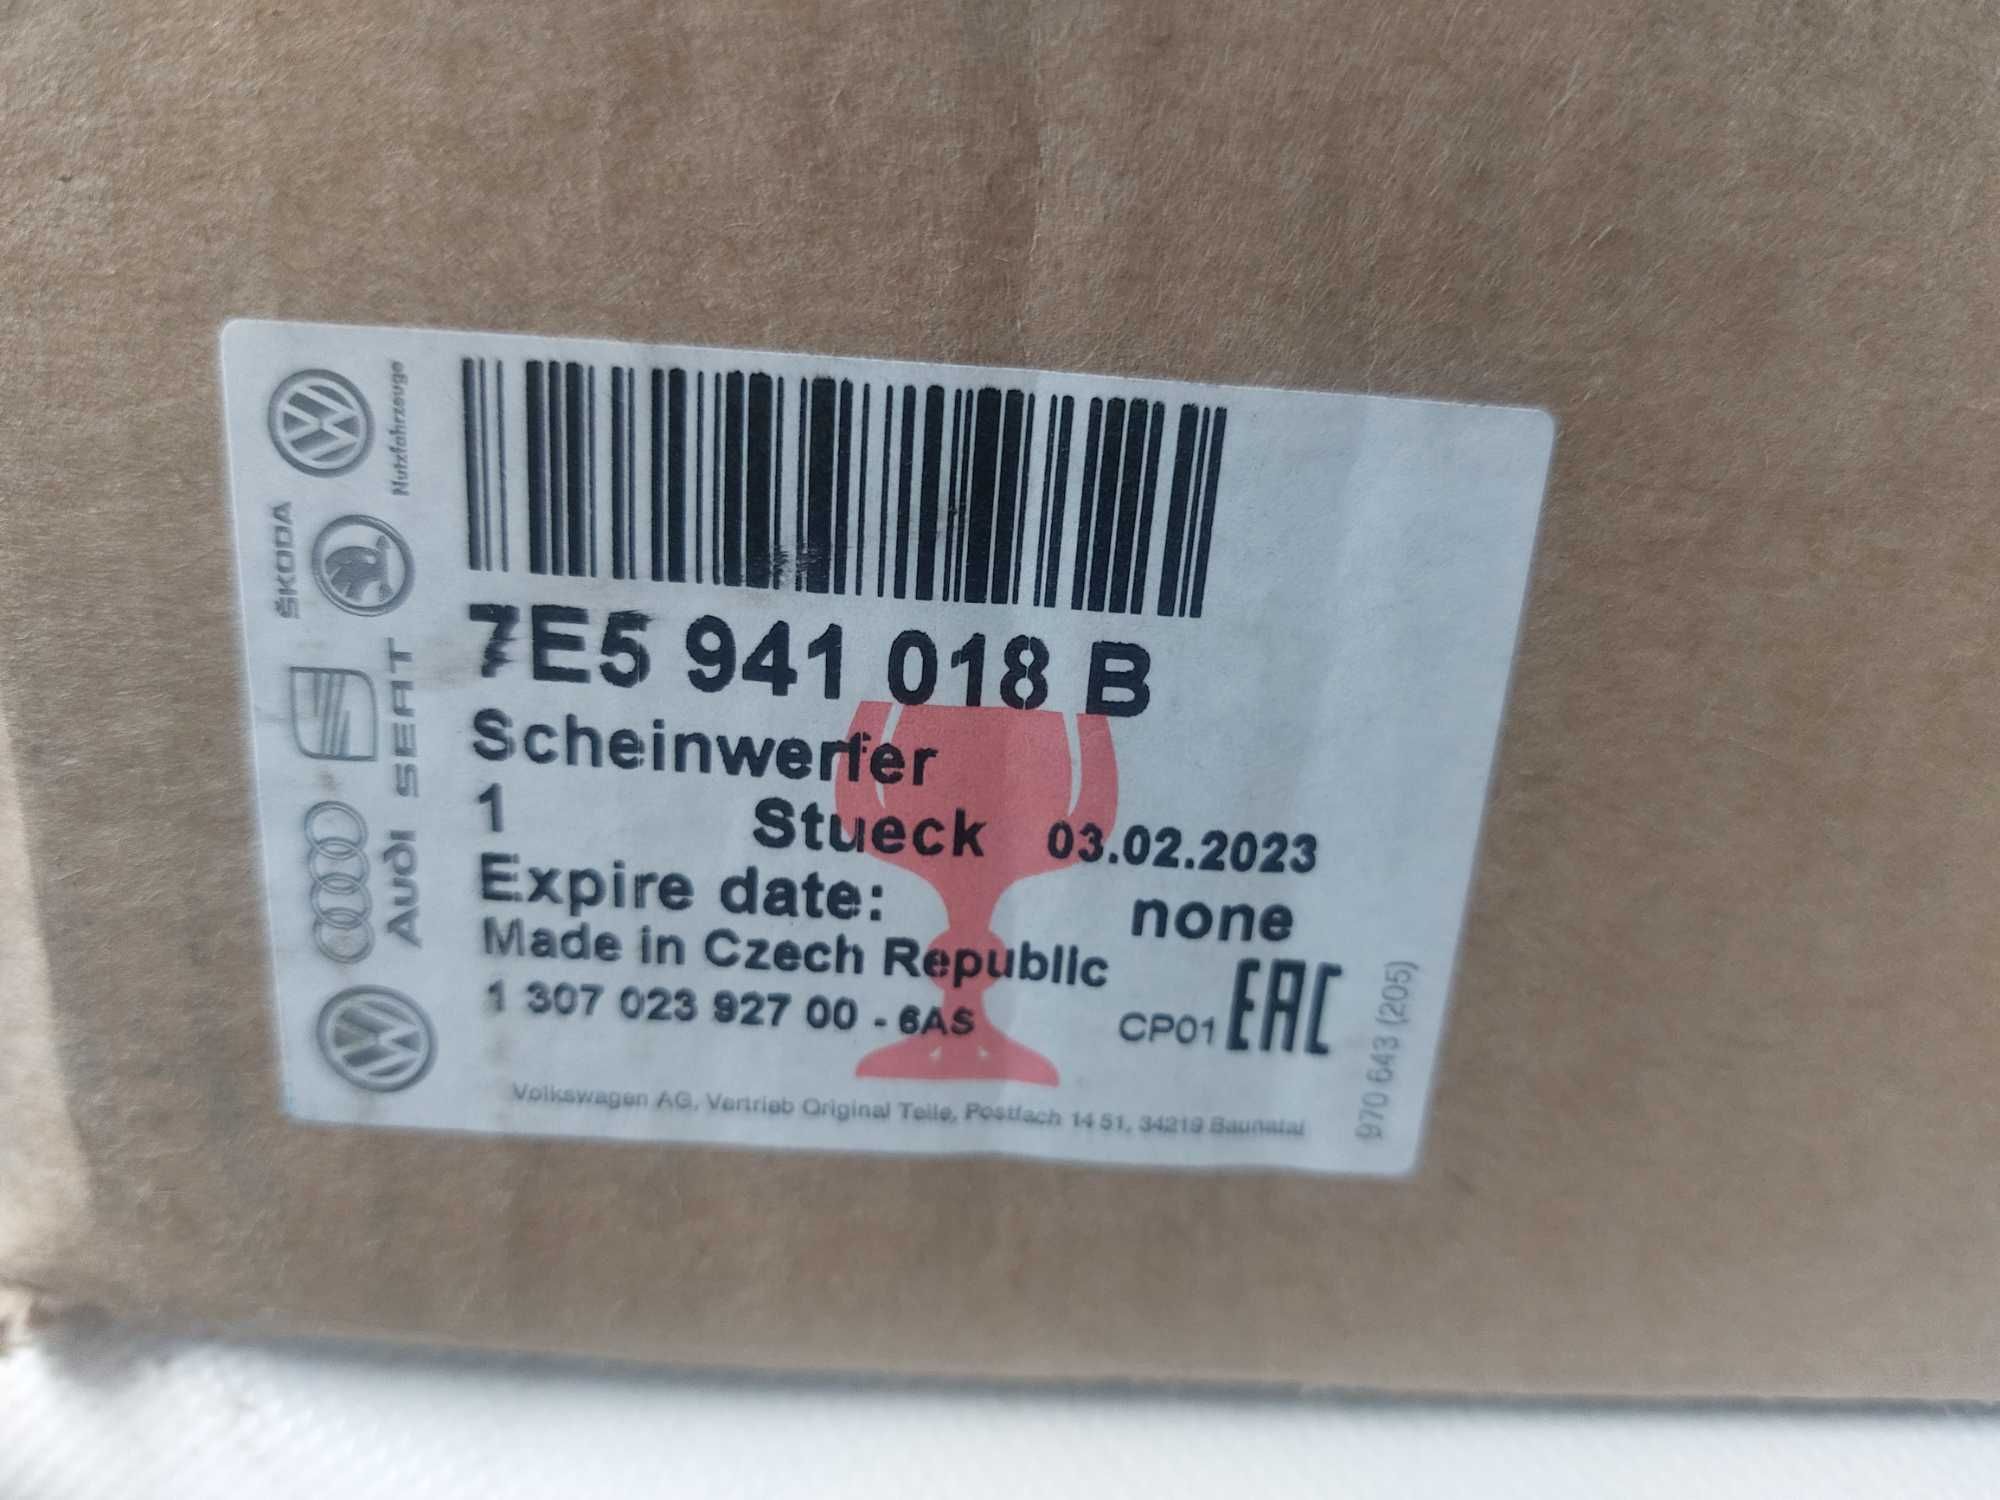 Nutzfahrzeuge
ŠKODA
SEAT
Audi
7E5 941 018 B
Scheinwerfer
1 Stueck 03.02.2023
Expire date: none
Made in Czech Republic
1 307 023 927 00 - 6AS CP01 EAC
Volkswagen AG, Vertrieb Original Teile, Postfach 14 51, 34219 Baunatal
970 643 (205)